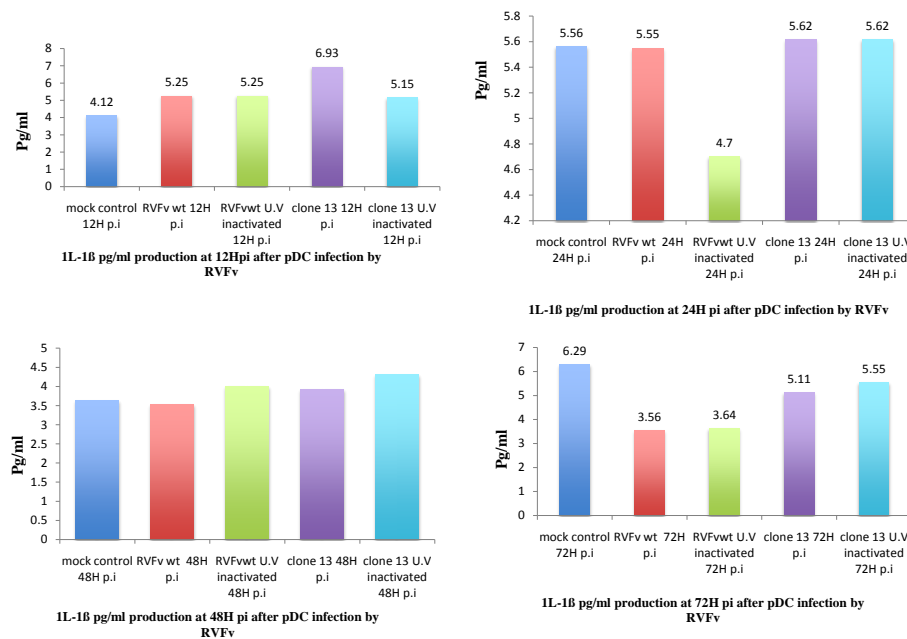 8
7
6
5
4
3
2
1
0
Pg/ml
4.12
5.25
5.25
6.93
5.15
mock control RVFv wt 12H RVFvwt U.V clone 13 12H clone 13 U.V
12H p.i p.i inactivated p.i inactivated
12H p.i 12H p.i
1L-1ß pg/ml production at 12Hpi after pDC infection by
RVFv
5.8
5.6
5.4
5.2
5
4.8
4.6
4.4
4.2
Pg/ml
5.56
5.55
4.7
5.62
5.62
mock control RVFv wt 24H RVFvwt U.V clone 13 24H clone 13 U.V
24H p.i p.i inactivated p.i inactivated
24H p.i 24H p.i
1L-1ß pg/ml production at 24H pi after pDC infection by RVFv
5
4.5
4
3.5
3
2.5
2
1.5
1
0.5
0
Pg/ml
mock control RVFv wt 48H RVFvwt U.V clone 13 48H clone 13 U.V
48H p.i p.i inactivated p.i inactivated
48H p.i 48H p.i
1L-1ß pg/ml production at 48H pi after pDC infection by
RVFv
7
6
5
4
3
2
1
0
Pg/ml
6.29
3.56
3.64
5.11
5.55
mock control RVFv wt 72H RVFvwt U.V clone 13 72H clone 13 U.V
72H p.i p.i inactivated p.i inactivated
72H p.i 72H p.i
1L-1ß pg/ml production at 72H pi after pDC infection by
RVFv